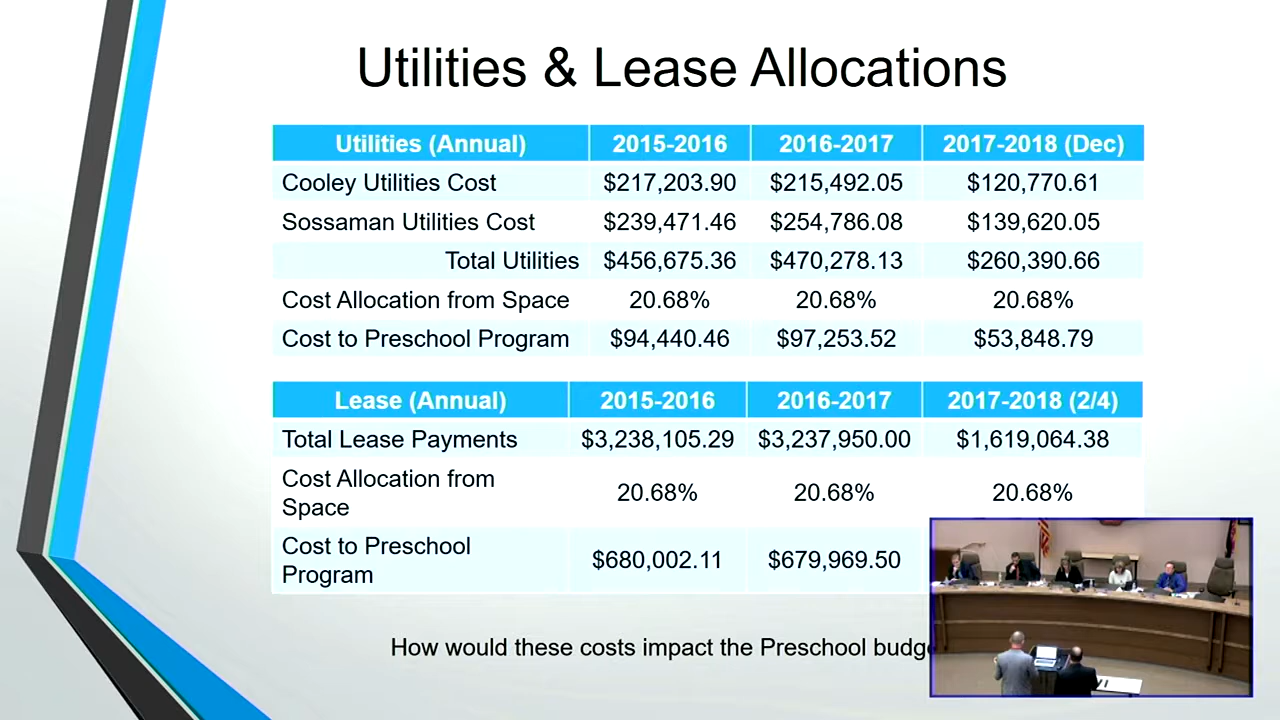 Utilities & Lease Allocations
Utilities (Annual) 2015-2016 2016-2017 2017-2018 (Dec)
Cooley Utilities Cost $217,203.90 $215,492.05 $120,770.61
Sossaman Utilities Cost $239,471.46 $254,786.08 $139,620.05
Total Utilities $456,675.36 $470,278.13 $260,390.66
Cost Allocation from Space 20.68% 20.68% 20.68%
Cost to Preschool Program $94,440.46 $97,253.52 $53,848.79
Lease (Annual) 2015-2016 2016-2017 2017-2018 (2/4)
Total Lease Payments $3,238,105.29 $3,237,950.00 $1,619,064.38
Cost Allocation from
Space 20.68% 20.68% 20.68%
Cost to Preschool
Program $680,002.11 $679,969.50
How would these costs impact the Preschool